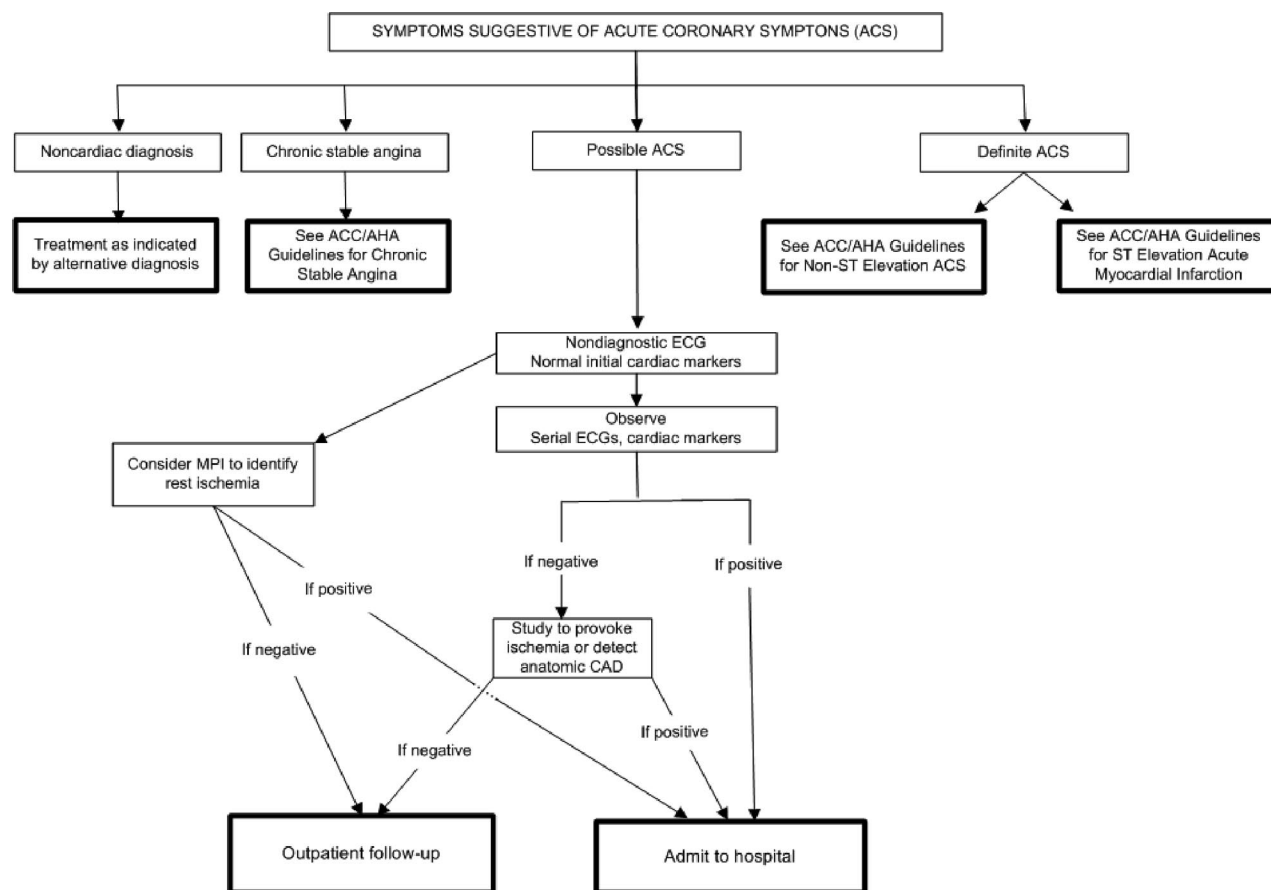 SYMPTOMS SUGGESTIVE OF ACUTE CORONARY SYMPTONS (ACS)
Noncardiac diagnosis
Chronic stable angina
Possible ACS
Definite ACS
Treatment as indicated
by alternative diagnosis
See ACC/AHA
Guidelines for Chronic
Stable Angina
See ACC/AHA Guidelines
for Non-ST Elevation ACS
See ACC/AHA Guidelines
for ST Elevation Acute
Myocardial Infarction
Nondiagnostic ECG
Normal initial cardiac markers
Observe
Serial ECGs, cardiac markers
Consider MPI to identify
rest ischemia
If negative
If positive
If positive
If negative
Study to provoke
ischemia or detect
anatomic CAD
If negative
If positive
Outpatient follow-up
Admit to hospital